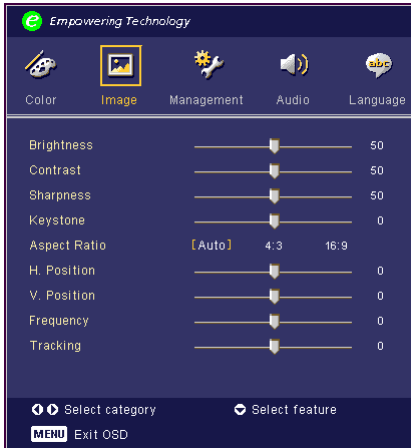 e Empowering Technology
abc
Color Image Management Audio Language
Brightness 50
Contrast 50
Sharpness 50
Keystone 0
Aspect Ratio [Auto] 4:3 16:9
H. Position 0
V. Position 0
Frequency 0
Tracking 0
Select category Select feature
MENU Exit OSD